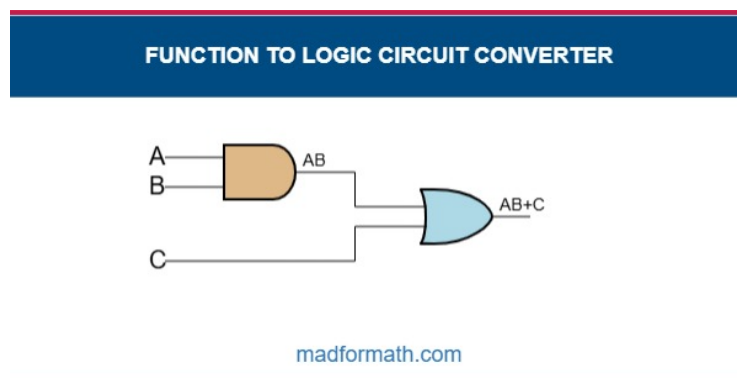 FUNCTION TO LOGIC CIRCUIT CONVERTER
A
AB
B
AB+C
C
madformath.com